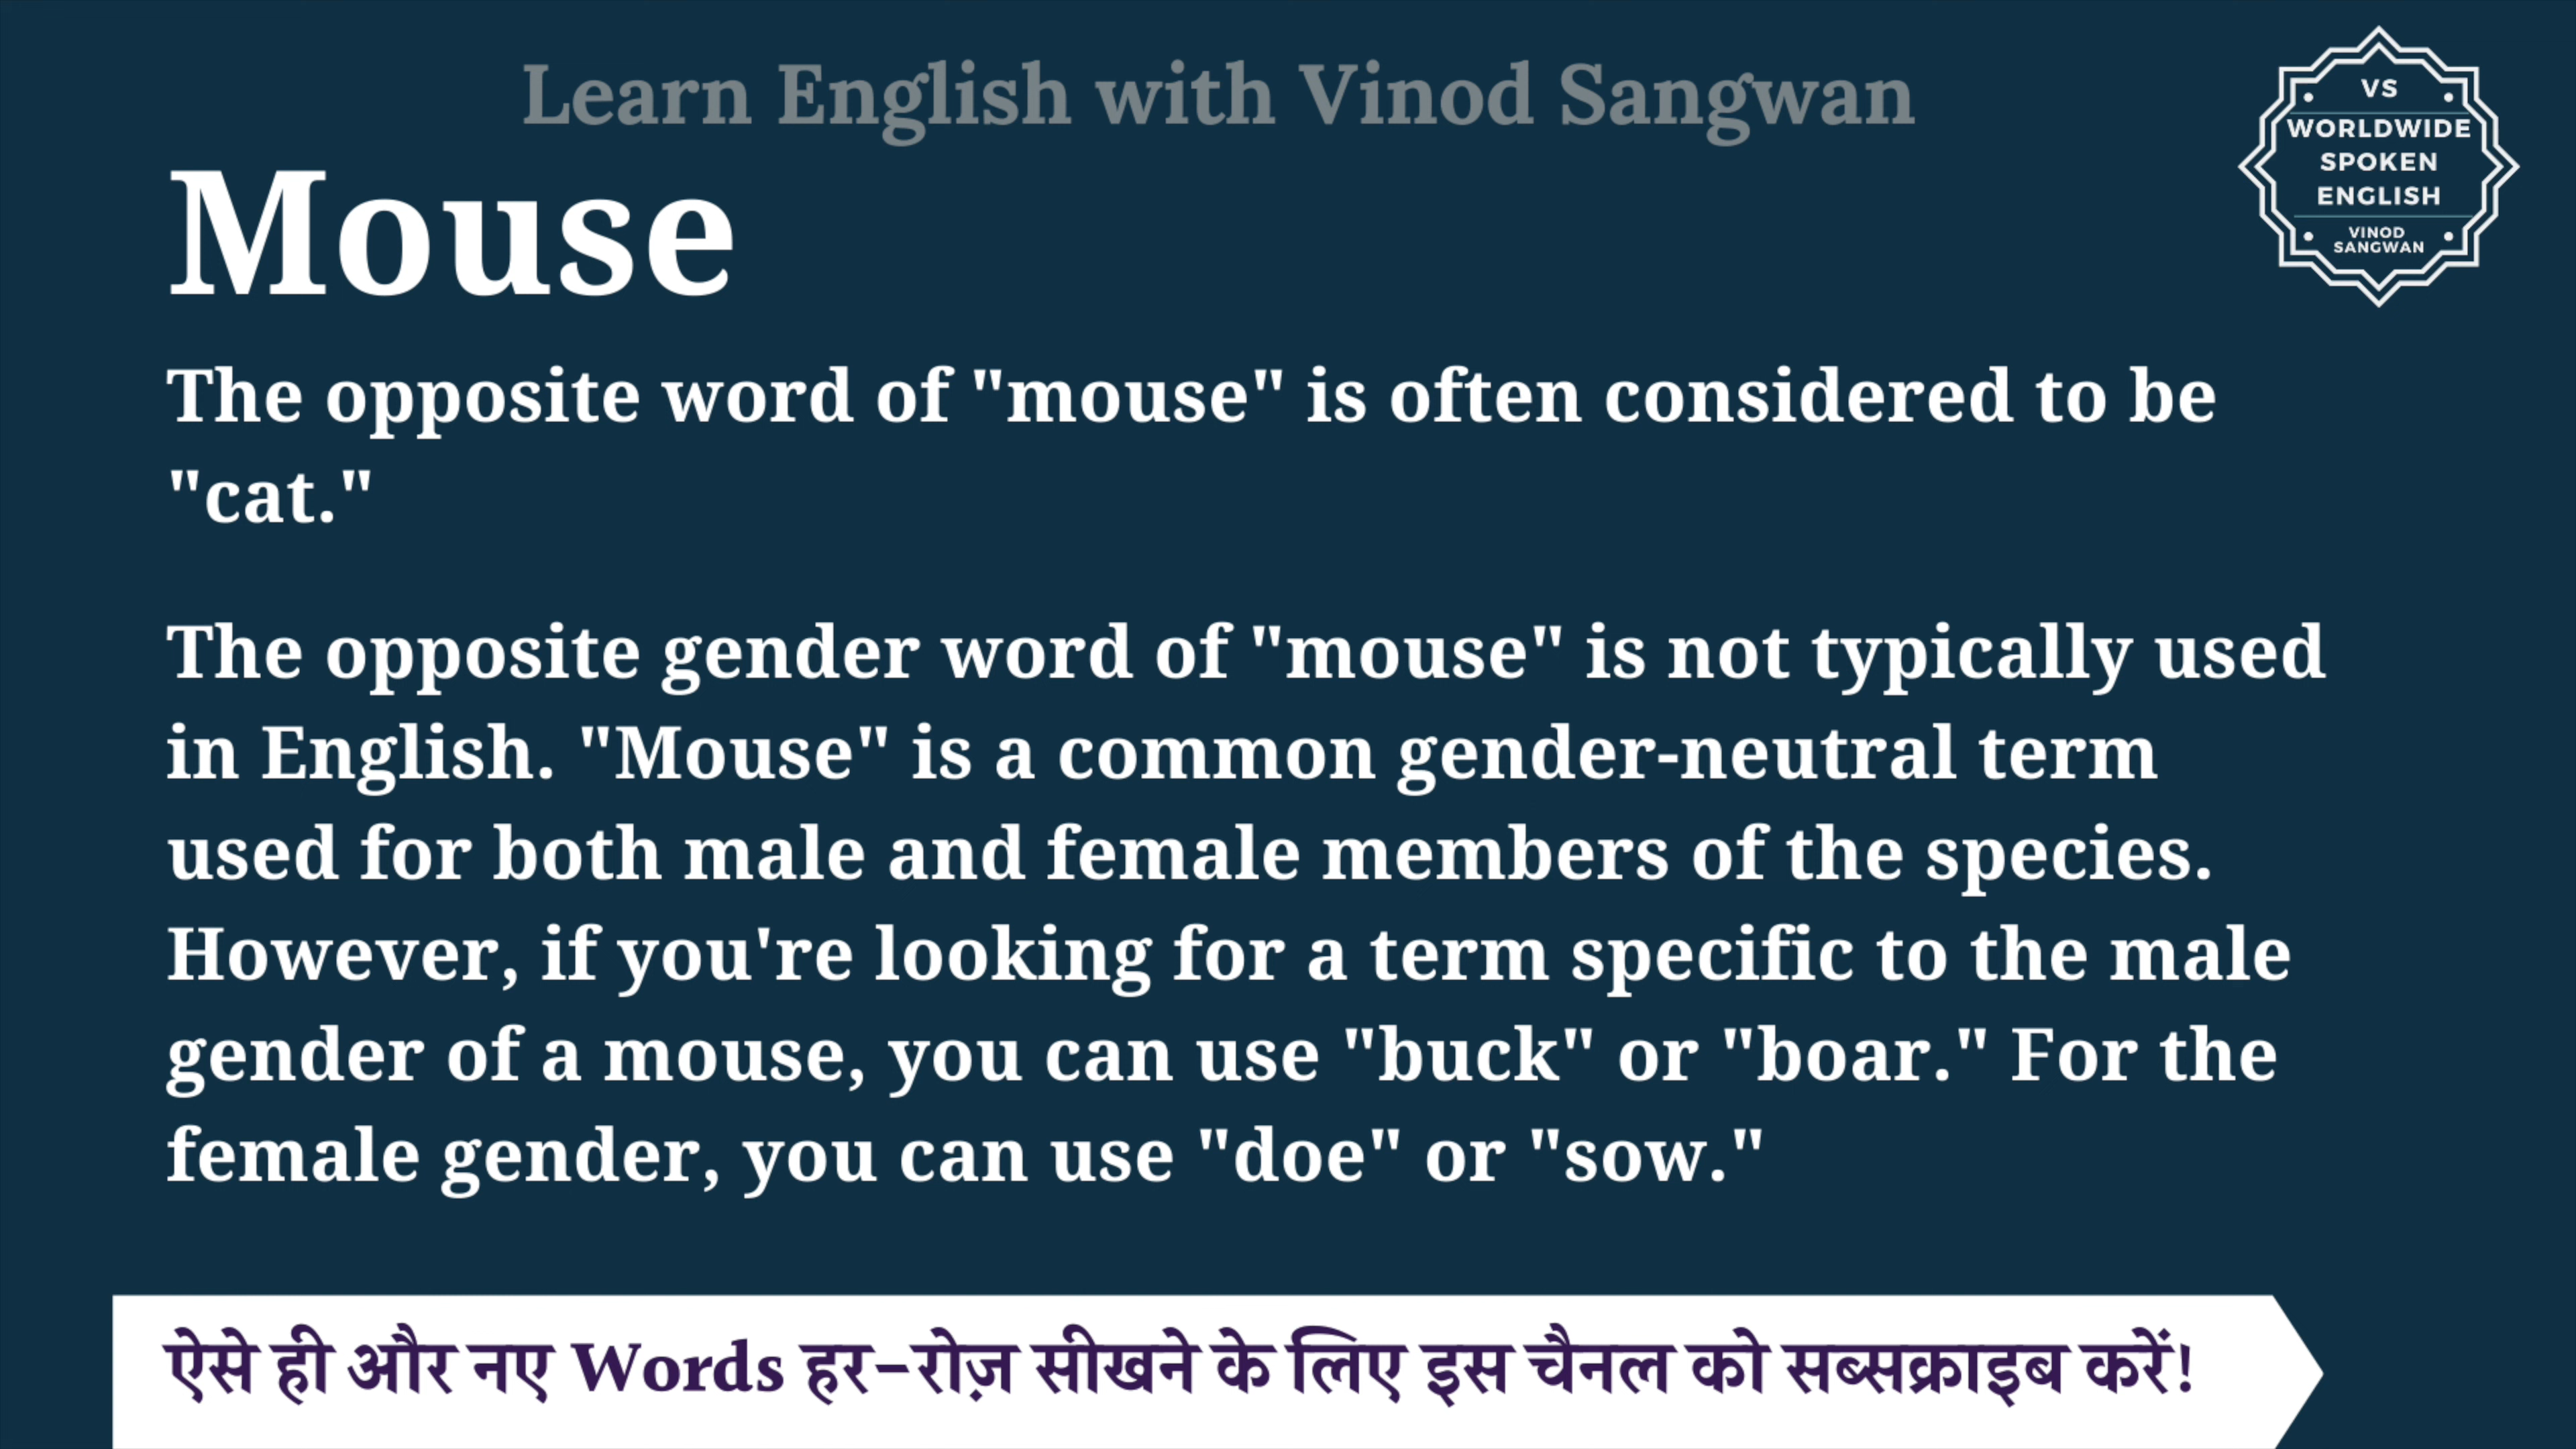 Learn English with Vinod Sangwan
VS
WORLDWIDE
SPOKEN
ENGLISH
VINOD
SANGWAN
Mouse
The opposite word of "mouse" is often considered to be
"cat."
The opposite gender word of "mouse" is not typically used
in English. "Mouse" is a common gender-neutral term
used for both male and female members of the species.
However, if you're looking for a term specific to the male
gender of a mouse, you can use "buck" or "boar." For the
female gender, you can use "doe" or "sow."
ऐसे ही और नए Words हर-रोज़ सीखने के लिए इस चैनल को सब्सक्राइब करें!